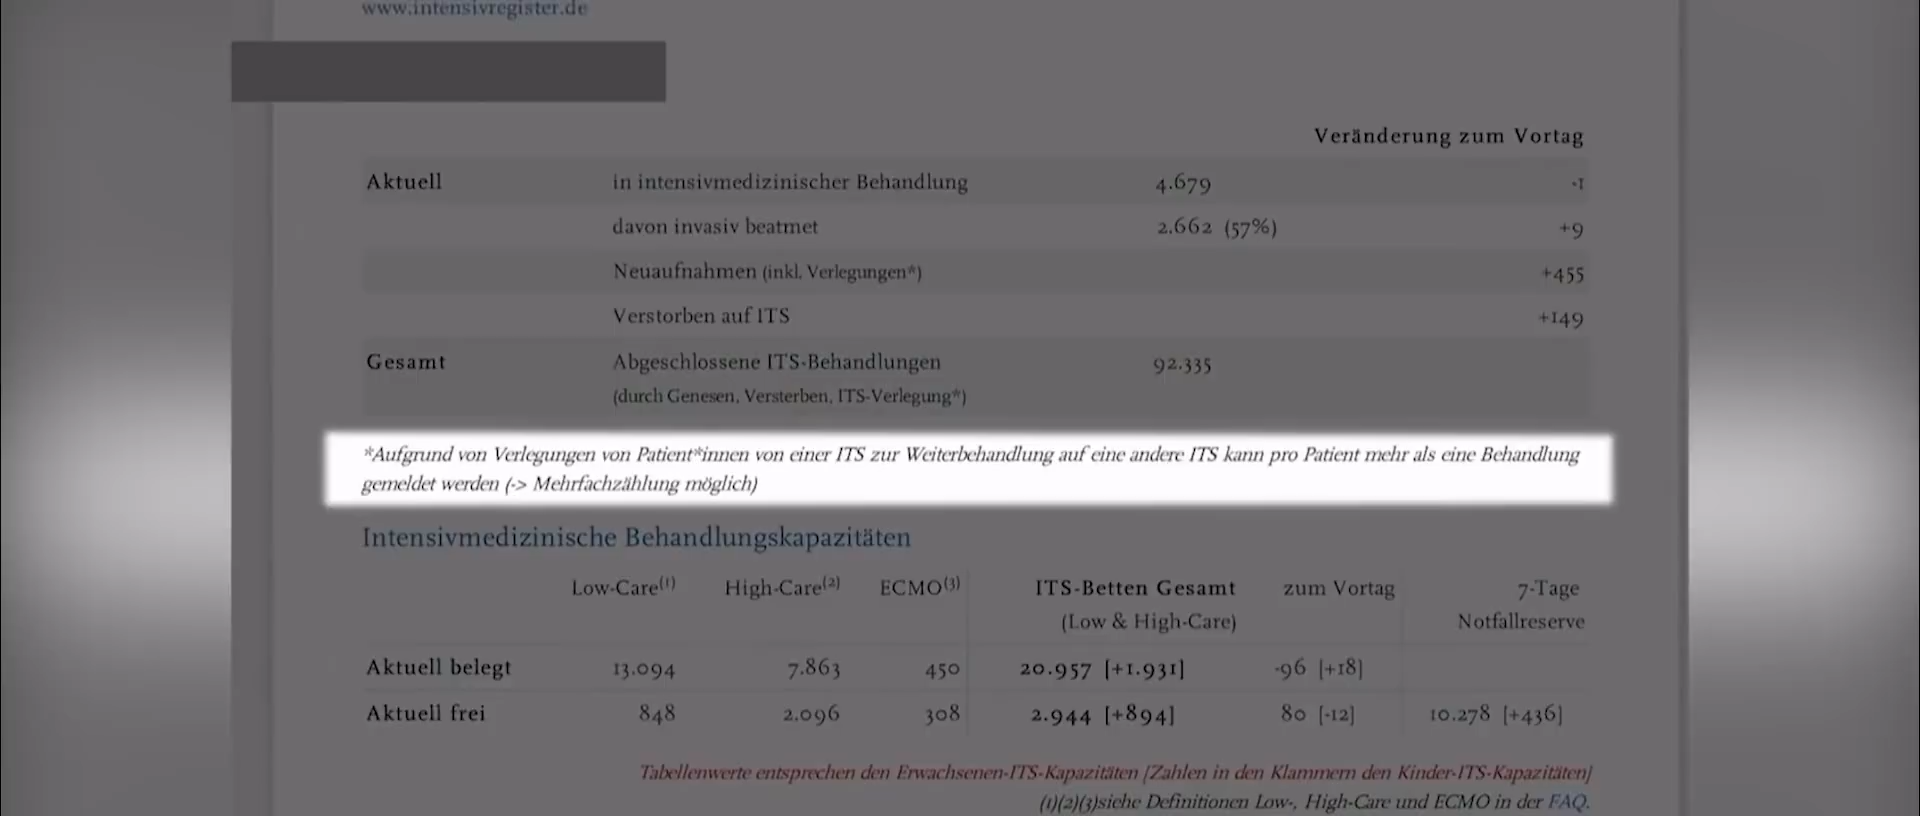 www.intensivregister.de
Veränderung zum Vortag
Aktuell in intensivmedizinischer Behandlung 4.679 -1
davon invasiv beatmet 2.662 (57%) +9
Neuaufnahmen (inkl. Verlegungen*) +455
Verstorben auf ITS +149
Gesamt Abgeschlossene ITS-Behandlungen 92.335
(durch Genesen, Versterben, ITS-Verlegung*)
*Aufgrund von Verlegungen von Patient*innen von einer ITS zur Weiterbehandlung auf eine andere ITS kann pro Patient mehr als eine Behandlung
gemeldet werden (-> Mehrfachzählung möglich)
Intensivmedizinische Behandlungskapazitäten
Low-Care(1) High-Care(2) ECMO(3) ITS-Betten Gesamt zum Vortag 7-Tage
(Low & High-Care) Notfallreserve
Aktuell belegt 13.094 7.863 450 20.957 [+1.931] -96 [+18]
Aktuell frei 848 2.096 308 2.944 [+894] 80 [-12] 10.278 [+436]
Tabellenwerte entsprechen den Erwachsenen-ITS-Kapazitäten [Zahlen in den Klammern den Kinder-ITS-Kapazitäten]
(1)(2)(3)siehe Definitionen Low-, High-Care und ECMO in der FAQ.